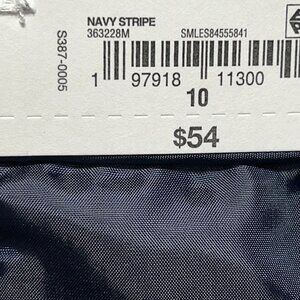 NAVY STRIPE
363228M SMLES84555841
S387-0005
1 97918 11300
10
$54